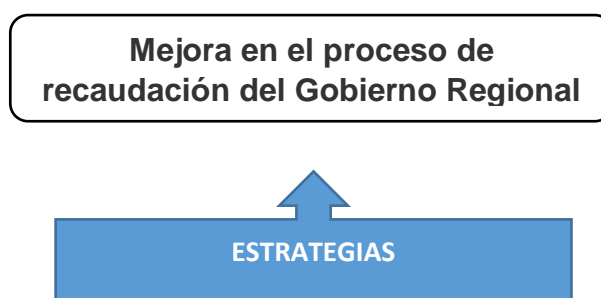 Mejora en el proceso de
recaudación del Gobierno Regional
ESTRATEGIAS